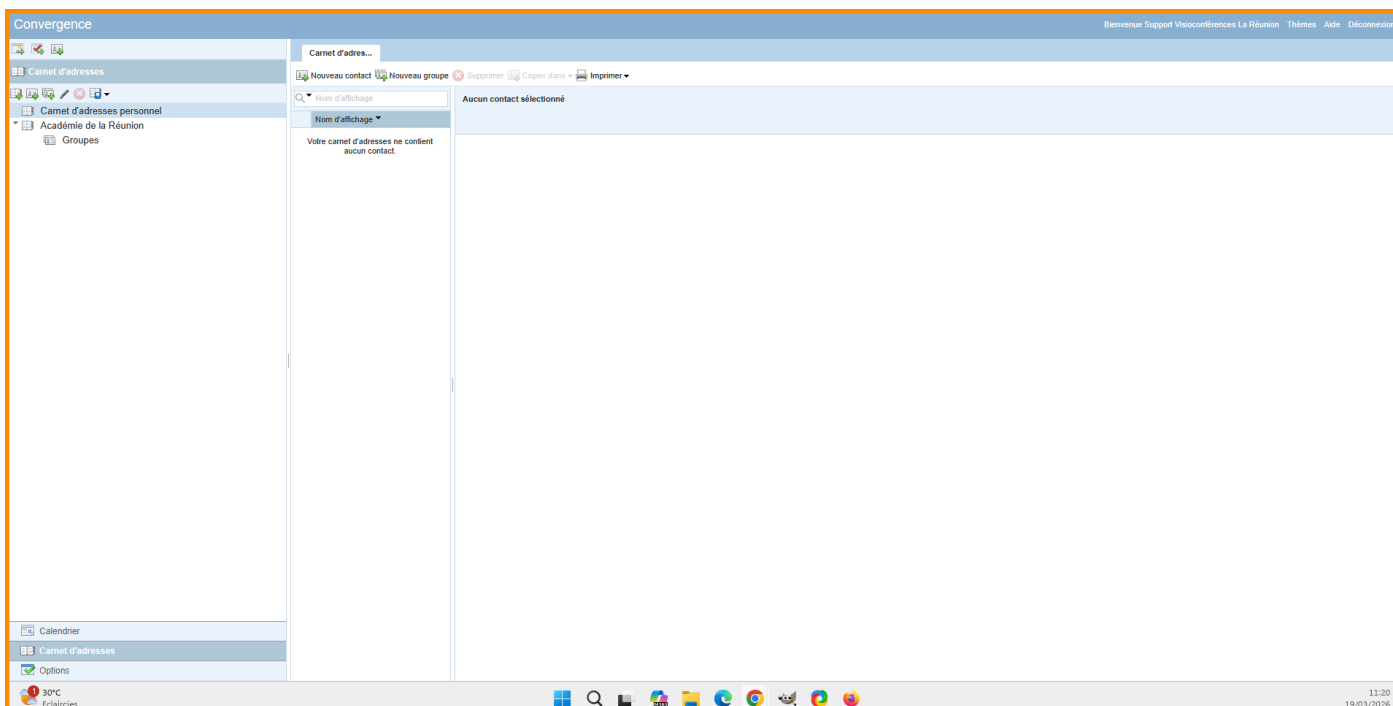 Convergence
Bienvenue Support Visioconférences La Réunion Thèmes Aide Déconnexion
Carnet d'adres...
Carnet d'adresses
Nouveau contact Nouveau groupe Supprimer Copier dans Imprimer
Nom d'affichage
Aucun contact sélectionné
Carnet d'adresses personnel
Nom d'affichage
Académie de la Réunion
Groupes
Votre carnet d'adresses ne contient
aucun contact.
Calendrier
Carnet d'adresses
Options
1
30°C
Eclaircies
11:20
19/03/2026